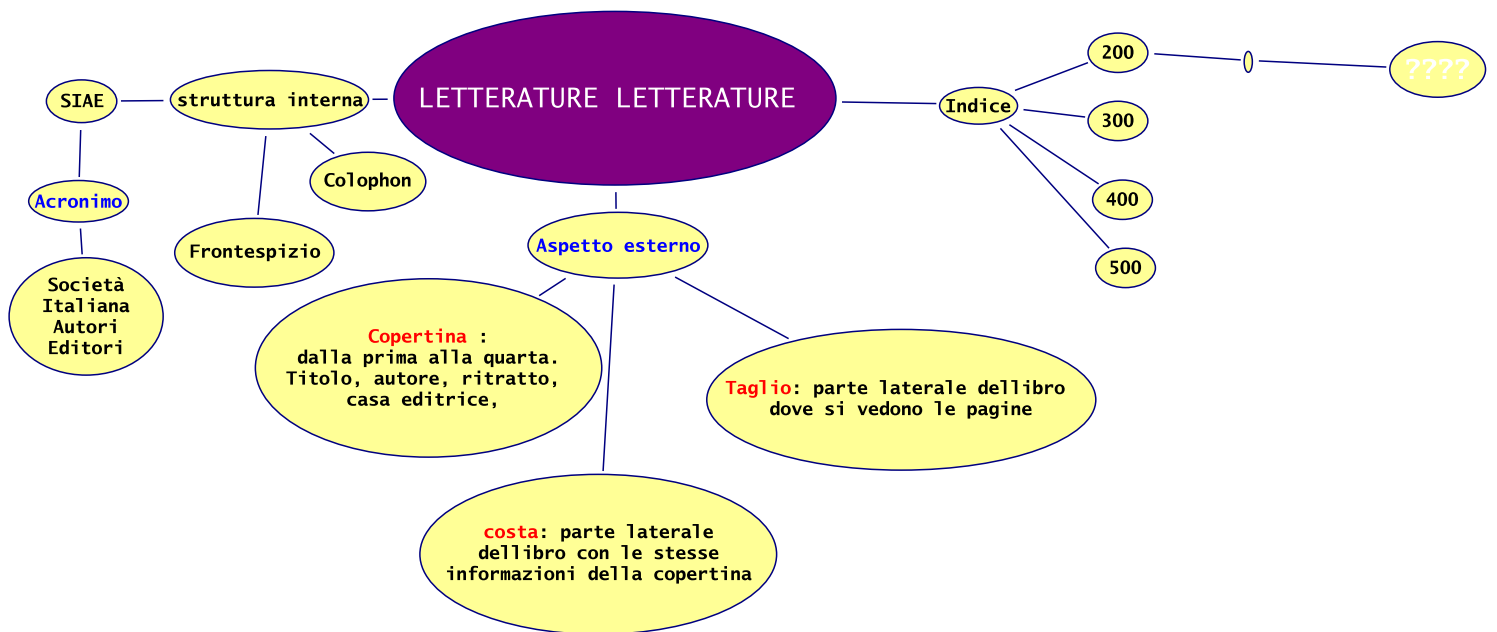 LETTERATURE LETTERATURE
SIAE
struttura interna
Colophon
Frontespizio
Acronimo
Società
Italiana
Autori
Editori
Aspetto esterno
Copertina :
dalla prima alla quarta.
Titolo, autore, ritratto,
casa editrice,
costa: parte laterale
dellibro con le stesse
informazioni della copertina
Taglio: parte laterale dellibro
dove si vedono le pagine
Indice
200
????
300
400
500